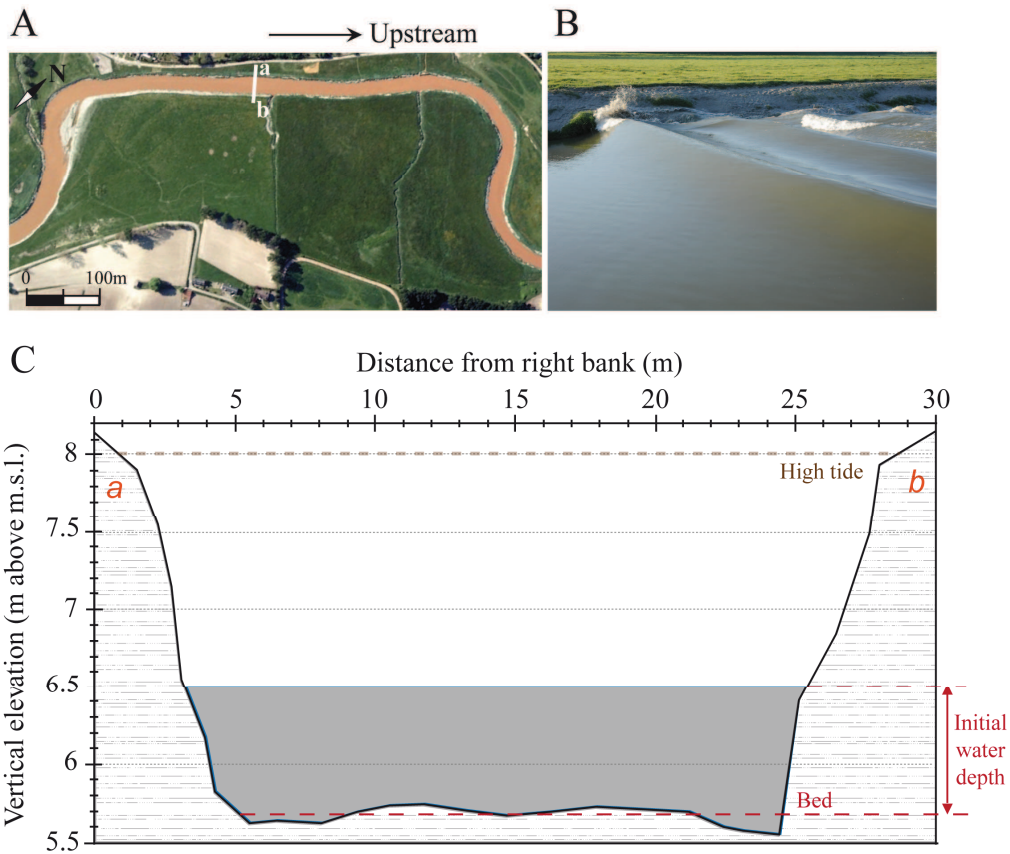 A
Upstream
B
N
a
b
0 100m
C
Distance from right bank (m)
0 5 10 15 20 25 30
Vertical elevation (m above m.s.l.)
8
7.5
7
6.5
6
5.5
High tide
a
b
Initial
water
depth
Bed